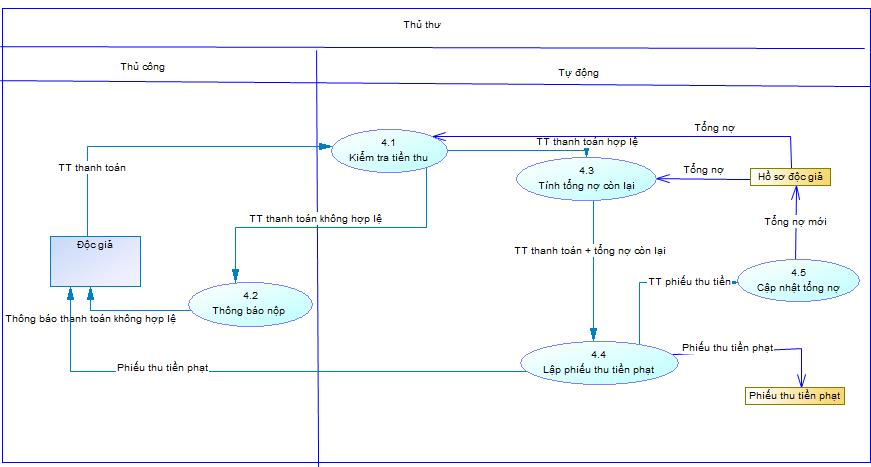 Thủ thư
Thủ công
Tự động
4.1
Kiểm tra tiền thu
Tổng nợ
TT thanh toán hợp lệ
TT thanh toán
4.3
Tính tổng nợ còn lại
Tổng nợ
Hồ sơ độc giả
TT thanh toán không hợp lệ
Tổng nợ mới
Độc giả
TT thanh toán + tổng nợ còn lại
4.5
Cập nhật tổng nợ
TT phiếu thu tiền
4.2
Thông báo nộp
Thông báo thanh toán không hợp lệ
4.4
Lập phiếu thu tiền phạt
Phiếu thu tiền phạt
Phiếu thu tiền phạt
Phiếu thu tiền phạt